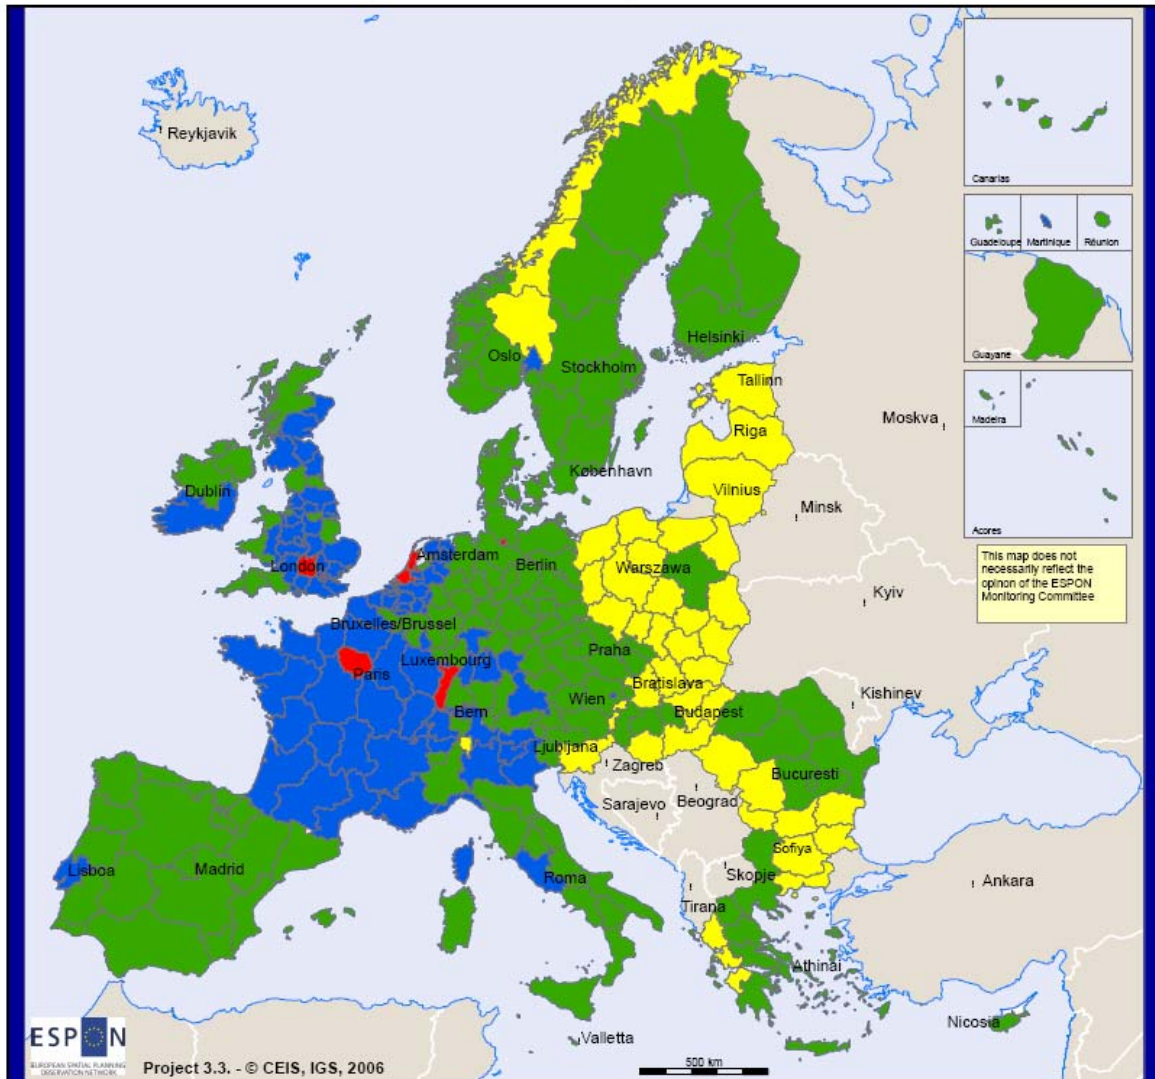 Reykjavik
Canarias
Guadeloupe
Martinique
Réunion
Oslo
Helsinki
Guayane
Stockholm
Tallinn
Madeira
Moskva
Riga
København
Dublin
Vilnius
Minsk
Acores
Amsterdam
London
Berlin
Warszawa
This map does not
necessarily reflect the
opinon of the ESPON
Monitoring Committee
Kyiv
Bruxelles/Brussel
Praha
Luxembourg
Paris
Bratislava
Kishinev
Wien
Bern
Budapest
Ljubljana
Zagreb
Bucuresti
Sarajevo
Beograd
Sofiya
Lisboa
Madrid
Roma
Skopje
Ankara
Tirana
Athinai
Nicosia
Valletta
ESPON
EUROPEAN SPATIAL PLANNING
OBSERVATION NETWORK
Project 3.3. - © CEIS, IGS, 2006
500 km